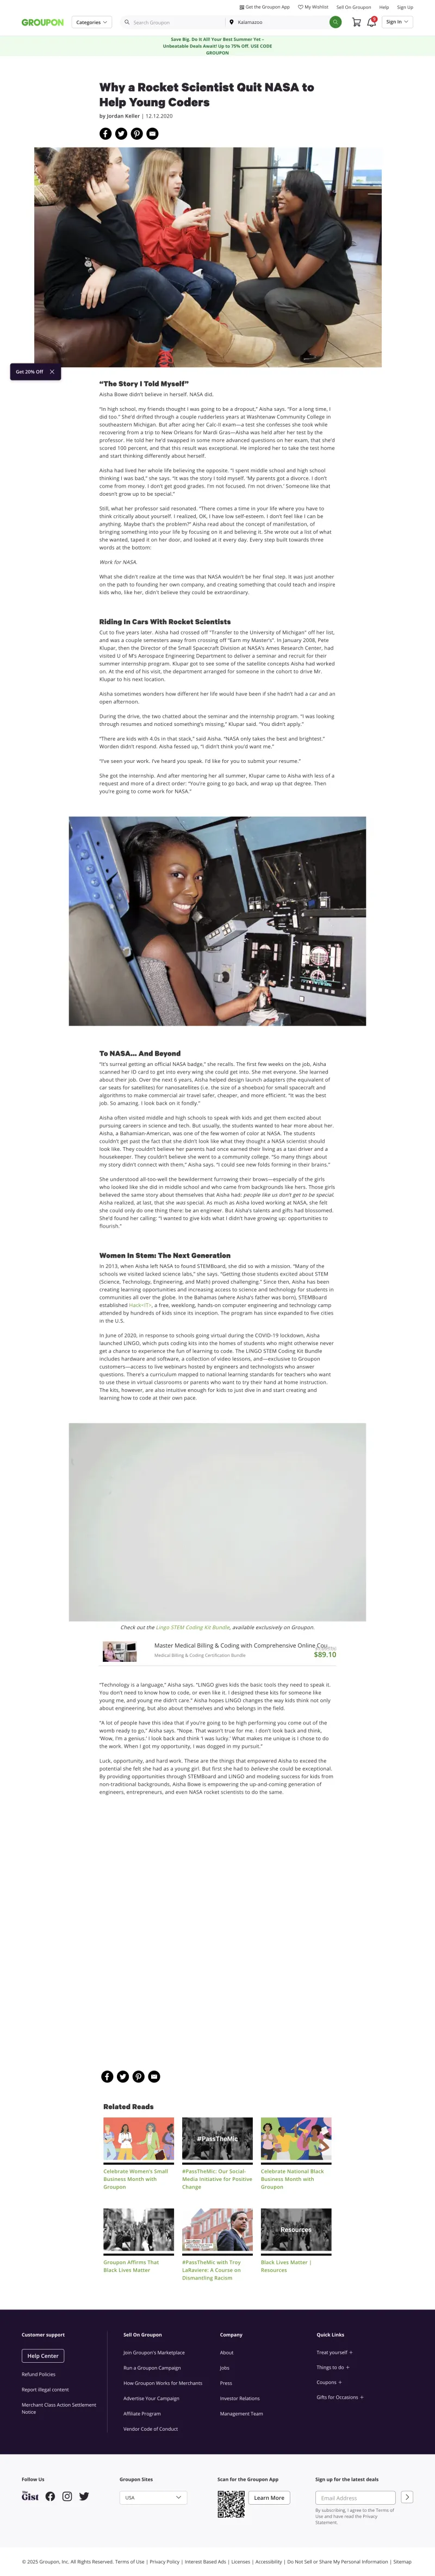 Get the Groupon App
My Wishlist
Sell On Groupon
Help
Sign Up
GROUPON
Categories
Search Groupon
Kalamazoo
Sign In
Save Big, Do It All! Your Best Summer Yet –
Unbeatable Deals Await! Up to 75% Off. USE CODE
GROUPON
Why a Rocket Scientist Quit NASA to
Help Young Coders
by Jordan Keller | 12.12.2020
Get 20% Off
“The Story I Told Myself”
Aisha Bowe didn't believe in herself. NASA did.
“In high school, my friends thought I was going to be a dropout,” Aisha says. “For a long time, I
did too.” She'd drifted through a couple rudderless years at Washtenaw Community College in
southeastern Michigan. But after acing her Calc-II exam—a test she confesses she took while
recovering from a trip to New Orleans for Mardi Gras—Aisha was held after her test by the
professor. He told her he'd swapped in some more advanced questions on her exam, that she'd
scored 100 percent, and that this result was exceptional. He implored her to take the test home
and start thinking differently about herself.
Aisha had lived her whole life believing the opposite. “I spent middle school and high school
thinking I was bad,” she says. “It was the story I told myself. ‘My parents got a divorce. I don't
come from money. I don't get good grades. I'm not focused. I'm not driven.’ Someone like that
doesn't grow up to be special.”
Still, what her professor said resonated. “There comes a time in your life where you have to
think critically about yourself. I realized, OK, I have low self-esteem. I don't feel like I can be
anything. Maybe that's the problem?” Aisha read about the concept of manifestation, of
bringing something into your life by focusing on it and believing it. She wrote out a list of what
she wanted, taped it on her door, and looked at it every day. Every step built towards three
words at the bottom:
Work for NASA.
What she didn't realize at the time was that NASA wouldn't be her final step. It was just another
on the path to founding her own company, and creating something that could teach and inspire
kids who, like her, didn't believe they could be extraordinary.
Riding In Cars With Rocket Scientists
Cut to five years later. Aisha had crossed off “Transfer to the University of Michigan” off her list,
and was a couple semesters away from crossing off “Earn my Master's”. In January 2008, Pete
Klupar, then the Director of the Small Spacecraft Division at NASA's Ames Research Center, had
visited U of M's Aerospace Engineering Department to deliver a seminar and recruit for their
summer internship program. Klupar got to see some of the satellite concepts Aisha had worked
on. At the end of his visit, the department arranged for someone in the cohort to drive Mr.
Klupar to his next location.
Aisha sometimes wonders how different her life would have been if she hadn't had a car and an
open afternoon.
During the drive, the two chatted about the seminar and the internship program. “I was looking
through resumes and noticed something's missing,” Klupar said. “You didn't apply.”
“There are kids with 4.0s in that stack,” said Aisha. “NASA only takes the best and brightest.”
Worden didn't respond. Aisha fessed up, “I didn't think you'd want me.”
“I've seen your work, I've heard you speak. I'd like for you to submit your resume.”
She got the internship. And after mentoring her all summer, Klupar came to Aisha with less of a
request and more of a direct order: “You're going to go back, and wrap up that degree. Then
you're going to come work for NASA.”
To NASA... And Beyond
“It's surreal getting an official NASA badge,” she recalls. The first few weeks on the job, Aisha
scanned her ID card to get into every wing she could get into. She met everyone. She learned
about their job. Over the next 6 years, Aisha helped design launch adapters (the equivalent of
car seats for satellites) for nanosatellites (i.e. the size of a shoebox) for small spacecraft and
algorithms to make commercial air travel safer, cheaper, and more efficient. “It was the best
job. So amazing. I look back on it fondly.”
Aisha often visited middle and high schools to speak with kids and get them excited about
pursuing careers in science and tech. But usually, the students wanted to hear more about her.
Aisha, a Bahamian-American, was one of the few women of color at NASA. The students
couldn't get past the fact that she didn't look like what they thought a NASA scientist should
look like. They couldn't believe her parents had once earned their living as a taxi driver and a
housekeeper. They couldn't believe she went to a community college. “So many things about
my story didn't connect with them,” Aisha says. “I could see new folds forming in their brains.”
She understood all-too-well the bewilderment furrowing their brows—especially of the girls
who looked like she did in middle school and who came from backgrounds like hers. Those girls
believed the same story about themselves that Aisha had: people like us don't get to be special.
Aisha realized, at last, that she was special. As much as Aisha loved working at NASA, she felt
she could only do one thing there: be an engineer. But Aisha's talents and gifts had blossomed.
She'd found her calling: “I wanted to give kids what I didn't have growing up: opportunities to
flourish.”
Women In Stem: The Next Generation
In 2013, when Aisha left NASA to found STEMBoard, she did so with a mission. “Many of the
schools we visited lacked science labs,” she says. “Getting those students excited about STEM
(Science, Technology, Engineering, and Math) proved challenging.” Since then, Aisha has been
creating learning opportunities and increasing access to science and technology for students in
communities all over the globe. In the Bahamas (where Aisha's father was born), STEMBoard
established Hack<IT>, a free, weeklong, hands-on computer engineering and technology camp
attended by hundreds of kids since its inception. The program has since expanded to five cities
in the U.S.
In June of 2020, in response to schools going virtual during the COVID-19 lockdown, Aisha
launched LINGO, which puts coding kits into the homes of students who might otherwise never
get a chance to experience the fun of learning to code. The LINGO STEM Coding Kit Bundle
includes hardware and software, a collection of video lessons, and—exclusive to Groupon
customers—access to live webinars hosted by engineers and technologists who answer
questions. There's a curriculum mapped to national learning standards for teachers who want
to teach in virtual classrooms or parents who wish to try their hand at home instruction.
The kits, however, are also intuitive enough for kids to just dive in and start creating and
learning how to code at their own pace.
Check out the Lingo STEM Coding Kit Bundle, available exclusively on Groupon.
Master Medical Billing & Coding with Comprehensive Online Cou
Medical Billing & Coding Certification Bundle
$89.10
“Technology is a language,” Aisha says. “LINGO gives kids the basic tools they need to speak it.
You don't need to know how to code, or even like it. I designed these kits for someone like
young me, and young me didn't care.” Aisha hopes LINGO changes the way kids think not only
about engineering, but also about themselves and who belongs in the field.
“A lot of people have this idea that if you're going to be high performing you come out of the
womb ready to go,” Aisha says. “Nope. That wasn't true for me. I don't look back and think,
‘Wow, I'm a genius.’ I look back and think ‘I was lucky.’ What makes me unique is I chose to do
the work. When I got my opportunity, I was dogged in my pursuit.”
Luck, opportunity, and hard work. These are the things that empowered Aisha to exceed the
potential she felt she had as a young girl. But first she had to believe she could be exceptional.
By providing opportunities through STEMBoard and LINGO and modeling success for kids from
non-traditional backgrounds, Aisha Bowe is empowering the up-and-coming generation of
engineers, entrepreneurs, and even NASA rocket scientists to do the same.
Related Reads
#PassTheMic
Celebrate Women's Small
Business Month with
Groupon
#PassTheMic: Our Social-
Media Initiative for Positive
Change
Celebrate National Black
Business Month with
Groupon
Resources
Groupon Affirms That
Black Lives Matter
#PassTheMic with Troy
LaRaviere: A Course on
Dismantling Racism
Black Lives Matter |
Resources
Customer support
Help Center
Refund Policies
Report illegal content
Merchant Class Action Settlement
Notice
Sell On Groupon
Join Groupon's Marketplace
Run a Groupon Campaign
How Groupon Works for Merchants
Advertise Your Campaign
Affiliate Program
Vendor Code of Conduct
Company
About
Jobs
Press
Investor Relations
Management Team
Quick Links
Treat yourself +
Things to do +
Coupons +
Gifts for Occasions +
Follow Us
The Gist
Groupon Sites
USA
Scan for the Groupon App
Learn More
Sign up for the latest deals
Email Address
By subscribing, I agree to the Terms of
Use and have read the Privacy
Statement.
© 2025 Groupon, Inc. All Rights Reserved. Terms of Use | Privacy Policy | Interest Based Ads | Licenses | Accessibility | Do Not Sell or Share My Personal Information | Sitemap